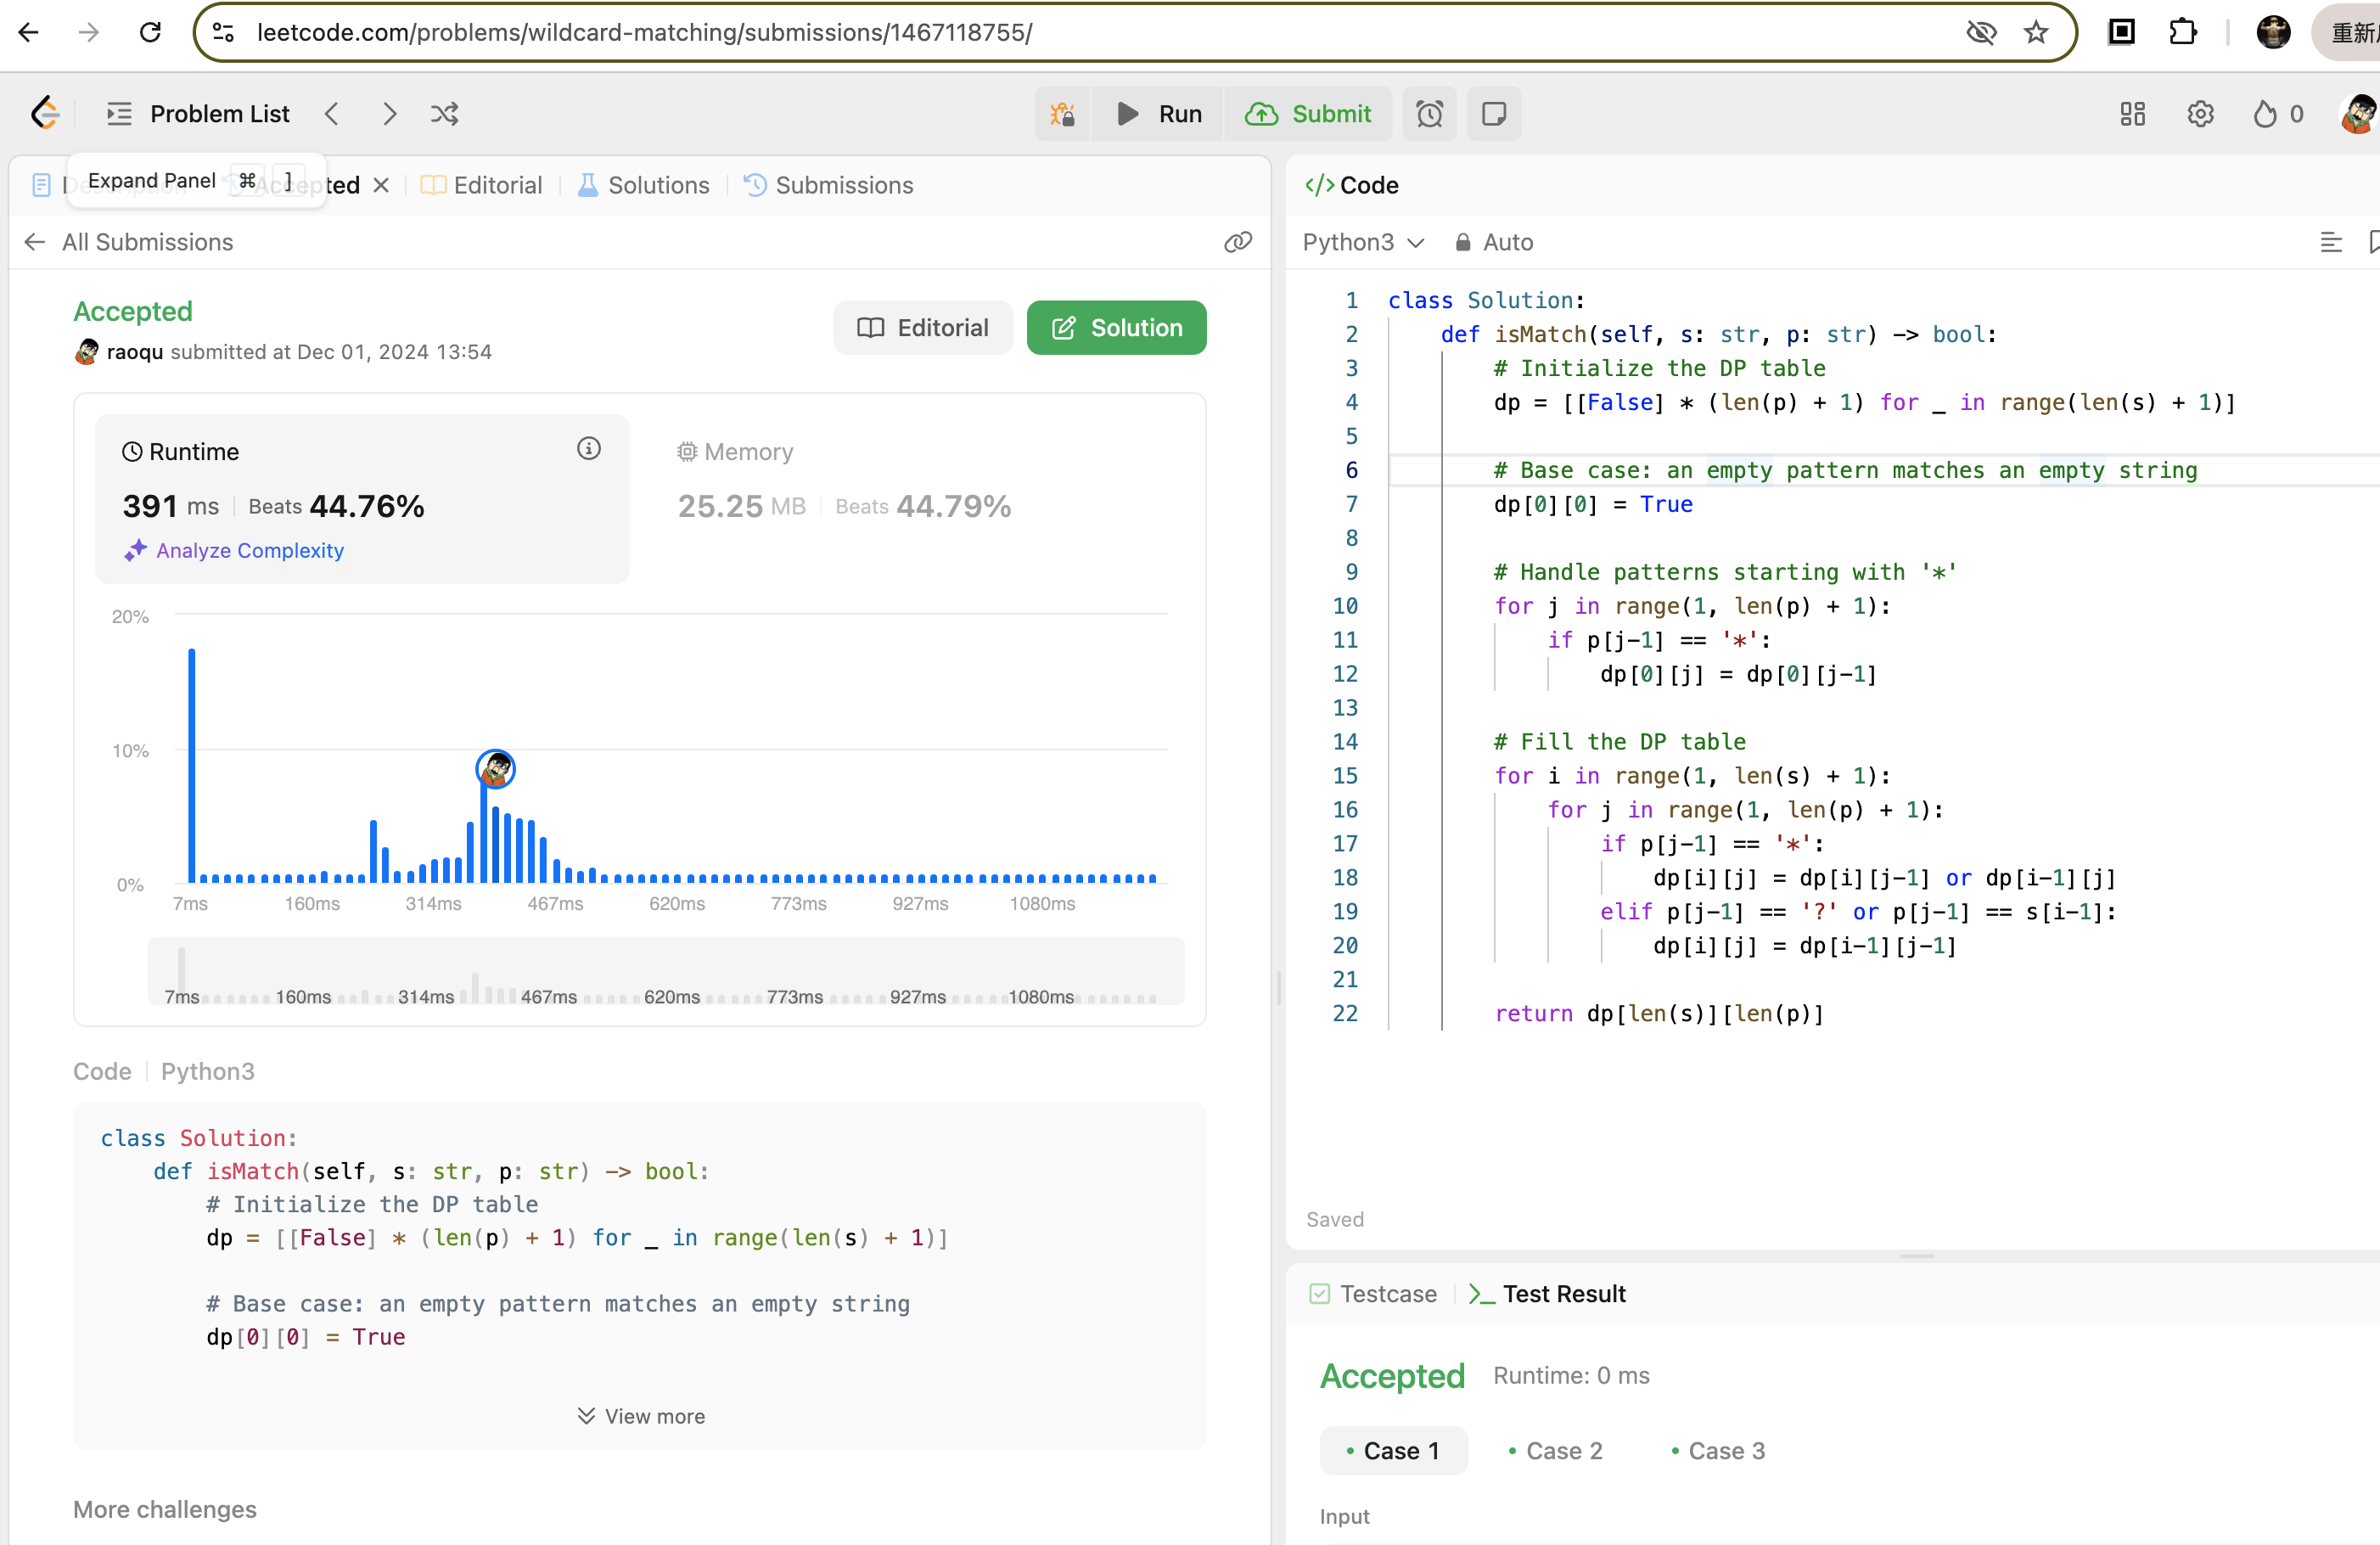 leetcode.com/problems/wildcard-matching/submissions/1467118755/
重新
Problem List
Run
Submit
0
Expand Panel ⌘ ]
Accepted
Editorial
Solutions
Submissions
All Submissions
Accepted
raoqu submitted at Dec 01, 2024 13:54
Editorial
Solution
Runtime
391 ms | Beats 44.76%
Analyze Complexity
Memory
25.25 MB | Beats 44.79%
20%
10%
0%
7ms 160ms 314ms 467ms 620ms 773ms 927ms 1080ms
7ms 160ms 314ms 467ms 620ms 773ms 927ms 1080ms
Code | Python3
class Solution:
    def isMatch(self, s: str, p: str) -> bool:
        # Initialize the DP table
        dp = [[False] * (len(p) + 1) for _ in range(len(s) + 1)]
        # Base case: an empty pattern matches an empty string
        dp[0][0] = True
View more
More challenges
</> Code
Python3
Auto
1 class Solution:
2     def isMatch(self, s: str, p: str) -> bool:
3         # Initialize the DP table
4         dp = [[False] * (len(p) + 1) for _ in range(len(s) + 1)]
5
6         # Base case: an empty pattern matches an empty string
7         dp[0][0] = True
8
9         # Handle patterns starting with '*'
10         for j in range(1, len(p) + 1):
11             if p[j-1] == '*':
12                 dp[0][j] = dp[0][j-1]
13
14         # Fill the DP table
15         for i in range(1, len(s) + 1):
16             for j in range(1, len(p) + 1):
17                 if p[j-1] == '*':
18                     dp[i][j] = dp[i][j-1] or dp[i-1][j]
19                 elif p[j-1] == '?' or p[j-1] == s[i-1]:
20                     dp[i][j] = dp[i-1][j-1]
21
22         return dp[len(s)][len(p)]
Saved
Testcase
Test Result
Accepted
Runtime: 0 ms
Case 1
Case 2
Case 3
Input